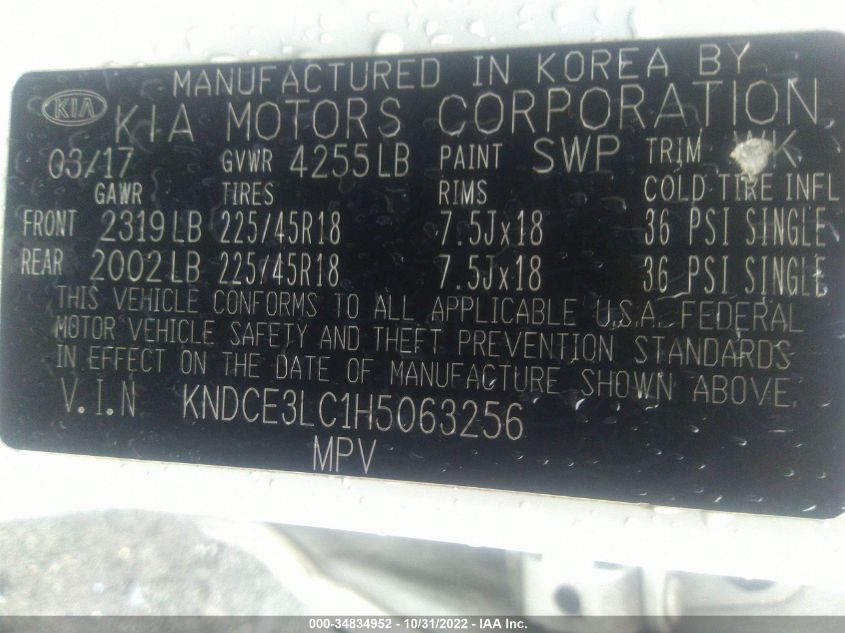 MANUFACTURED IN KOREA BY
KIA KIA MOTORS CORPORATION
03/17 GVWR 4255LB PAINT SWP TRIM WK
GAWR TIRES RIMS COLD TIRE INFL
FRONT 2319LB 225/45R18 7.5Jx18 36 PSI SINGLE
REAR 2002LB 225/45R18 7.5Jx18 36 PSI SINGLE
THIS VEHICLE CONFORMS TO ALL APPLICABLE U.S.A. FEDERAL
MOTOR VEHICLE SAFETY AND THEFT PREVENTION STANDARDS
IN EFFECT ON THE DATE OF MANUFACTURE SHOWN ABOVE.
V.I.N KNDCE3LC1H5063256
MPV
000-34834952 - 10/31/2022 - IAA Inc.